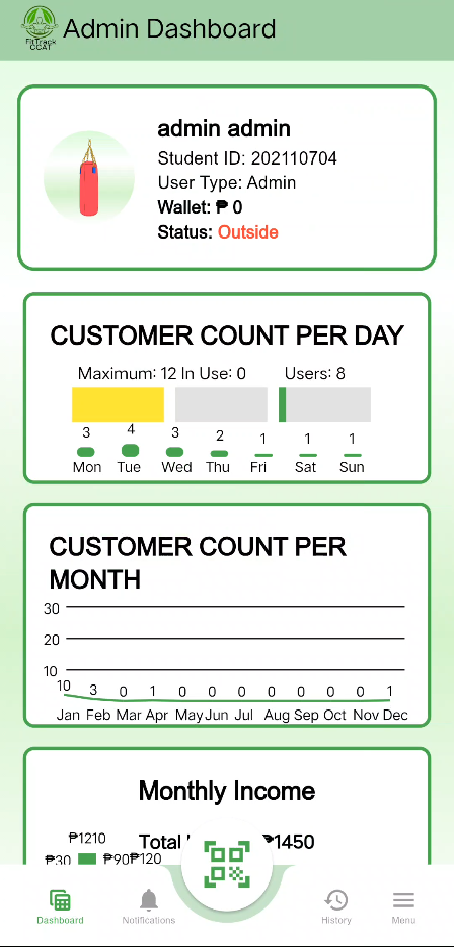 FitTrack
CCAT
Admin Dashboard
admin admin
Student ID: 202110704
User Type: Admin
Wallet: ₱ 0
Status: Outside
CUSTOMER COUNT PER DAY
Maximum: 12 In Use: 0 Users: 8
3 4 3 2 1 1 1
Mon Tue Wed Thu Fri Sat Sun
CUSTOMER COUNT PER
MONTH
30
20
10
10 3 0 1 0 0 0 0 0 0 0 1
Jan Feb Mar Apr May Jun Jul Aug Sep Oct Nov Dec
Monthly Income
₱1210 Total ₱1450
₱30 ₱90 ₱120
Dashboard Notifications History Menu